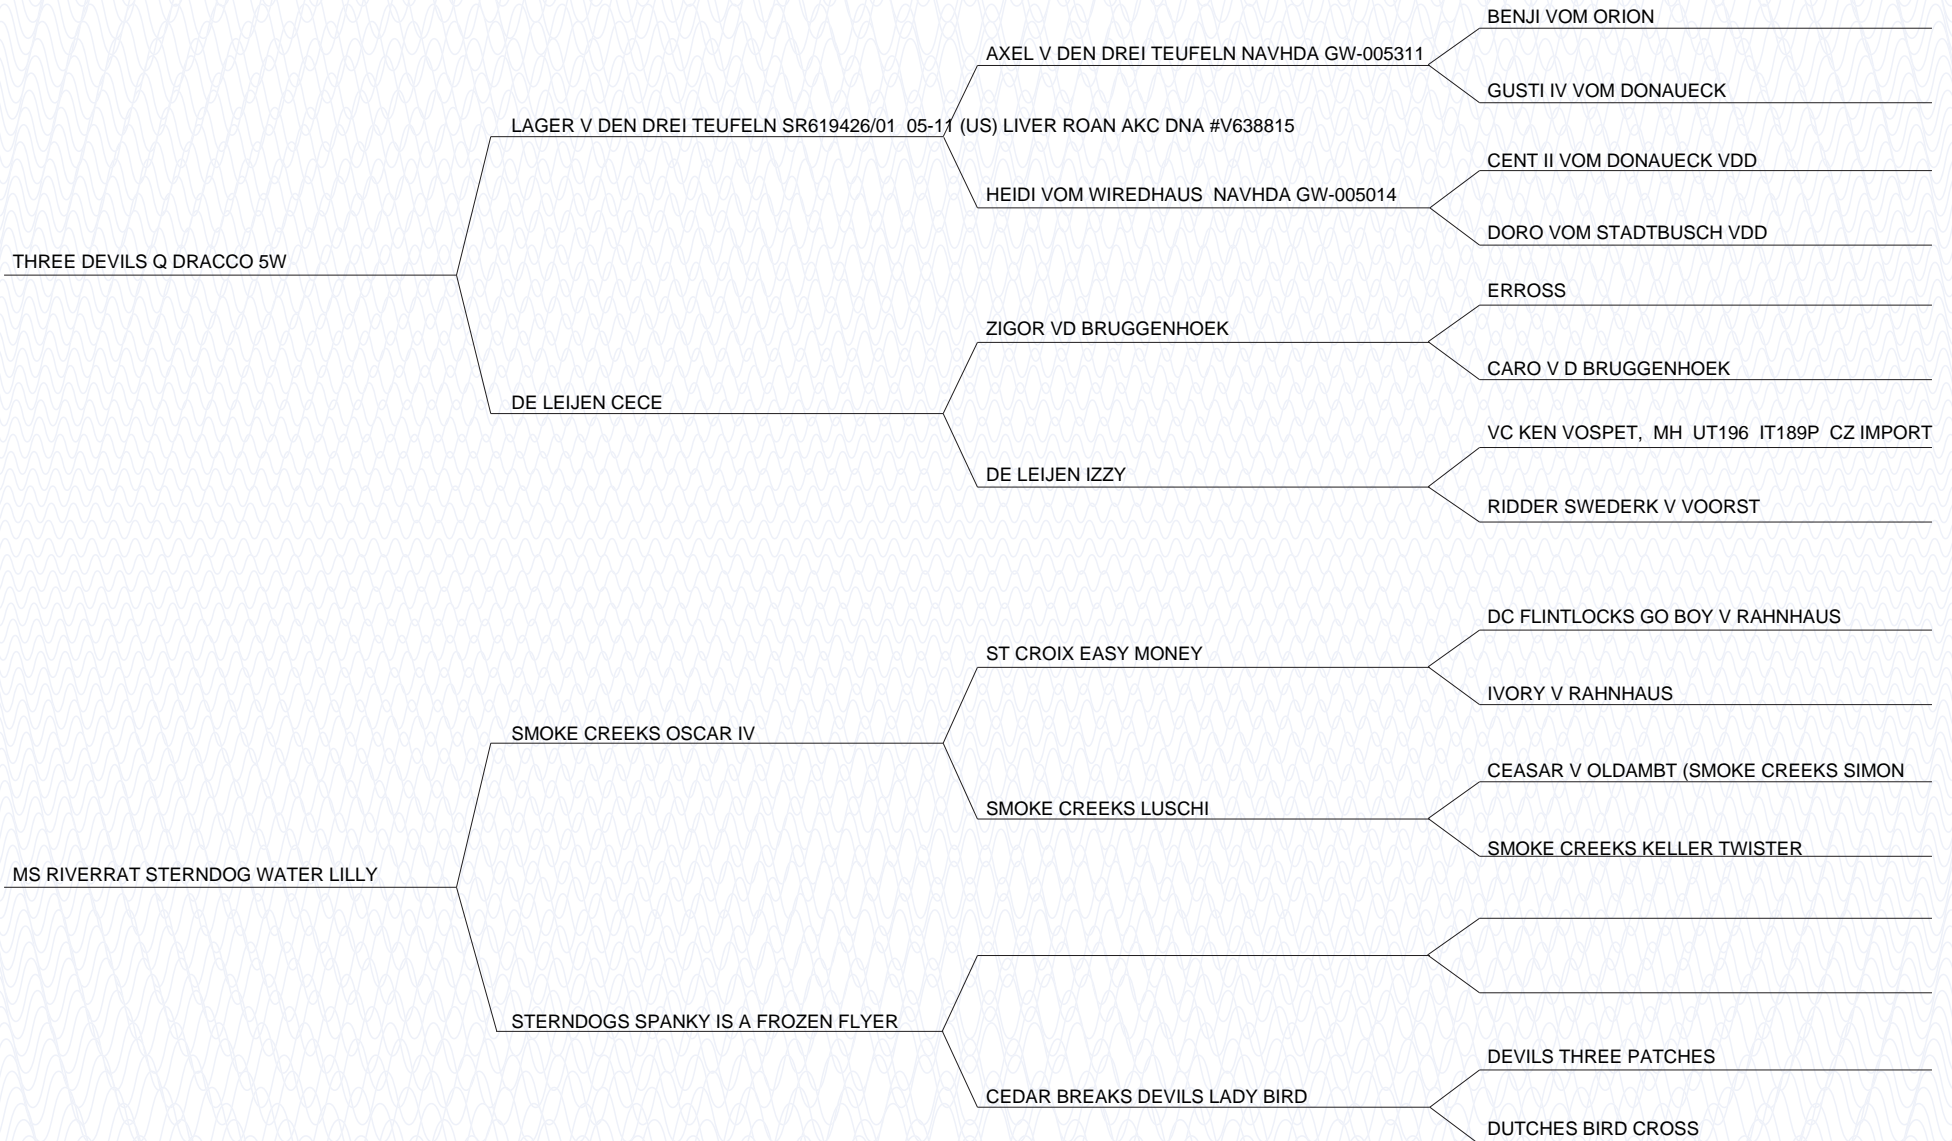 BENJI VOM ORION
AXEL V DEN DREI TEUFELN NAVHDA GW-005311
GUSTI IV VOM DONAUECK
LAGER V DEN DREI TEUFELN SR619426/01  05-11 (US) LIVER ROAN AKC DNA #V638815
CENT II VOM DONAUECK VDD
HEIDI VOM WIREDHAUS  NAVHDA GW-005014
DORO VOM STADTBUSCH VDD
THREE DEVILS Q DRACCO 5W
ERROSS
ZIGOR VD BRUGGENHOEK
CARO V D BRUGGENHOEK
DE LEIJEN CECE
VC KEN VOSPET,  MH  UT196  IT189P  CZ IMPORT
DE LEIJEN IZZY
RIDDER SWEDERK V VOORST
DC FLINTLOCKS GO BOY V RAHNHAUS
ST CROIX EASY MONEY
IVORY V RAHNHAUS
SMOKE CREEKS OSCAR IV
CEASAR V OLDAMBT (SMOKE CREEKS SIMON
SMOKE CREEKS LUSCHI
SMOKE CREEKS KELLER TWISTER
MS RIVERRAT STERNDOG WATER LILLY
STERNDOGS SPANKY IS A FROZEN FLYER
DEVILS THREE PATCHES
CEDAR BREAKS DEVILS LADY BIRD
DUTCHES BIRD CROSS